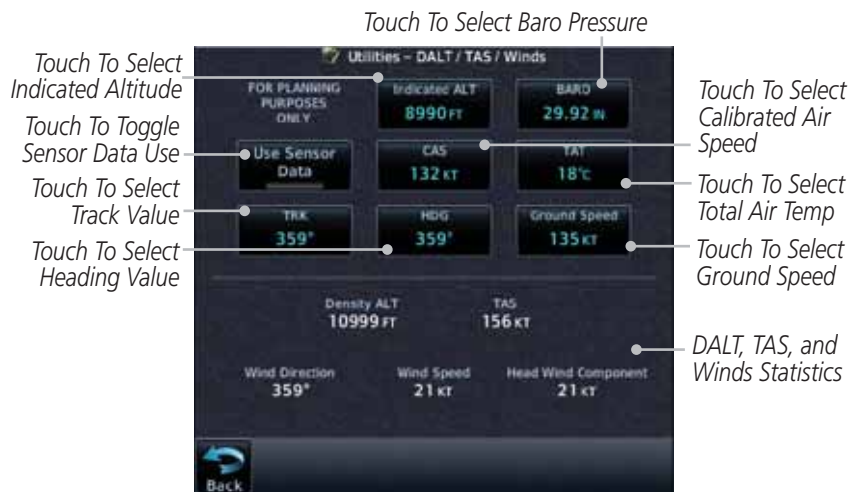 Touch To Select Baro Pressure
Touch To Select
Indicated Altitude
Touch To Toggle
Sensor Data Use
Touch To Select
Track Value
Touch To Select
Heading Value
Utilities – DALT / TAS / Winds
FOR PLANNING
PURPOSES
ONLY
Indicated ALT
8990 FT
BARO
29.92 IN
Use Sensor
Data
CAS
132 KT
TAT
18°C
TRK
359°
HDG
359°
Ground Speed
135 KT
Density ALT
10999 FT
TAS
156 KT
Wind Direction
359°
Wind Speed
21 KT
Head Wind Component
21 KT
Back
Touch To Select
Calibrated Air
Speed
Touch To Select
Total Air Temp
Touch To Select
Ground Speed
DALT, TAS, and
Winds Statistics